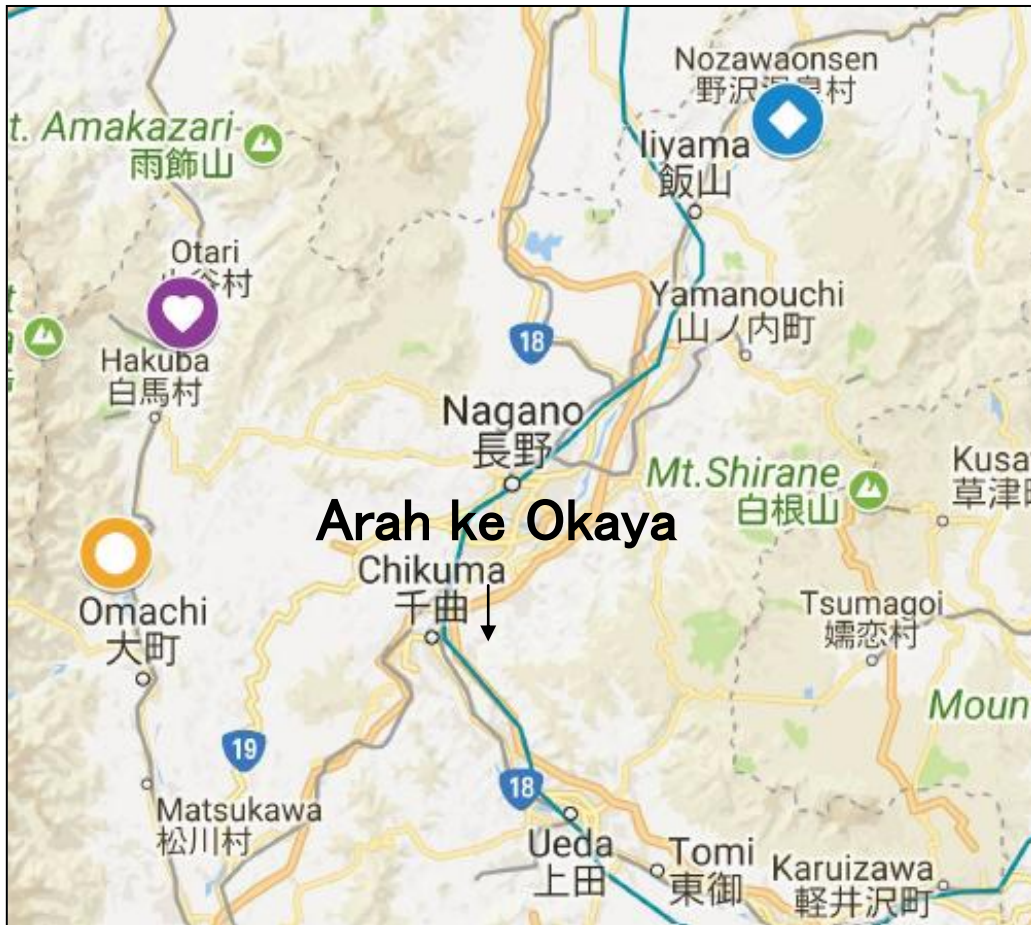 Nozawaonsen
野沢温泉村
t. Amakazari
雨飾山
Iiyama
飯山
Otari
小谷村
Yamanouchi
山ノ内町
18
Hakuba
白馬村
Nagano
長野
Mt.Shirane
白根山
Kusa
草津町
Arah ke Okaya
Chikuma
千曲
Omachi
大町
Tsumagoi
嬬恋村
Moun
19
18
Matsukawa
松川村
Ueda
上田
Tomi
東御
Karuizawa
軽井沢町